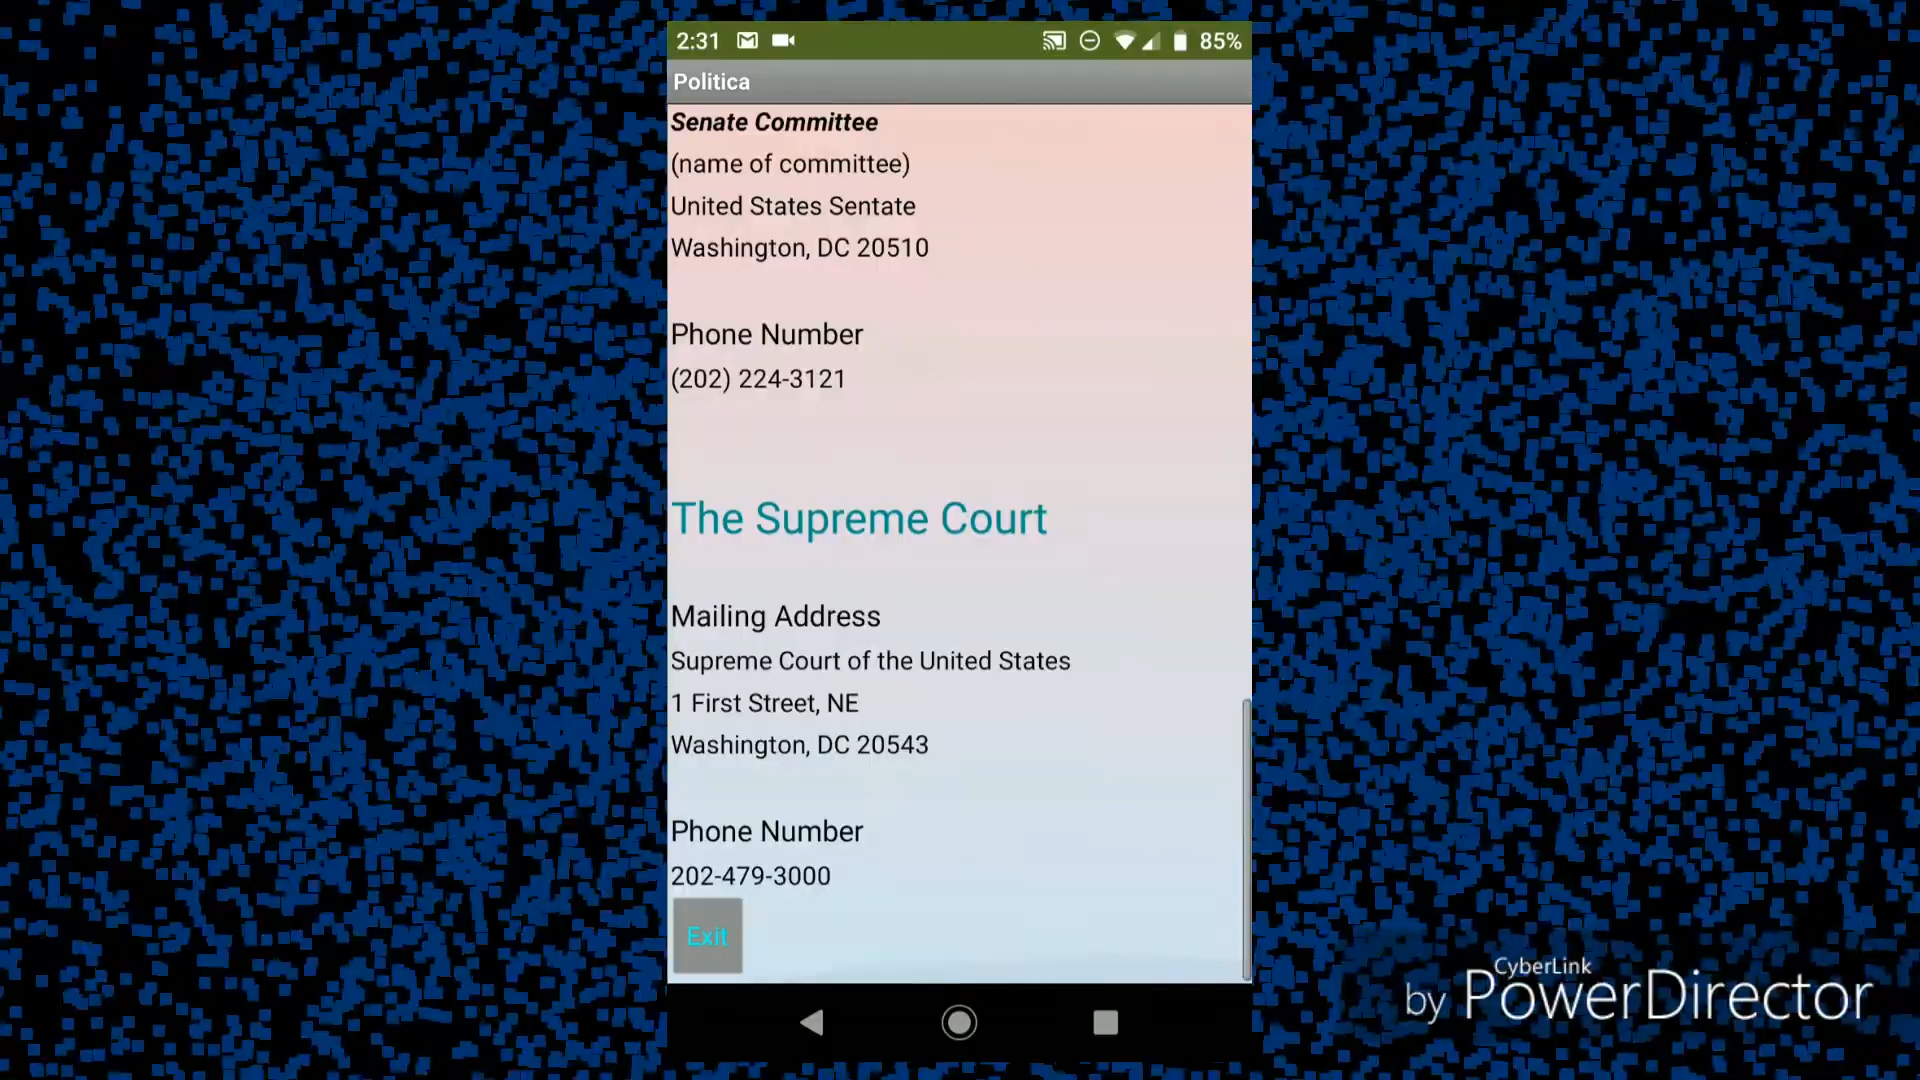 2:31
85%
Politica
Senate Committee
(name of committee)
United States Sentate
Washington, DC 20510
Phone Number
(202) 224-3121
The Supreme Court
Mailing Address
Supreme Court of the United States
1 First Street, NE
Washington, DC 20543
Phone Number
202-479-3000
Exit
CyberLink
by PowerDirector